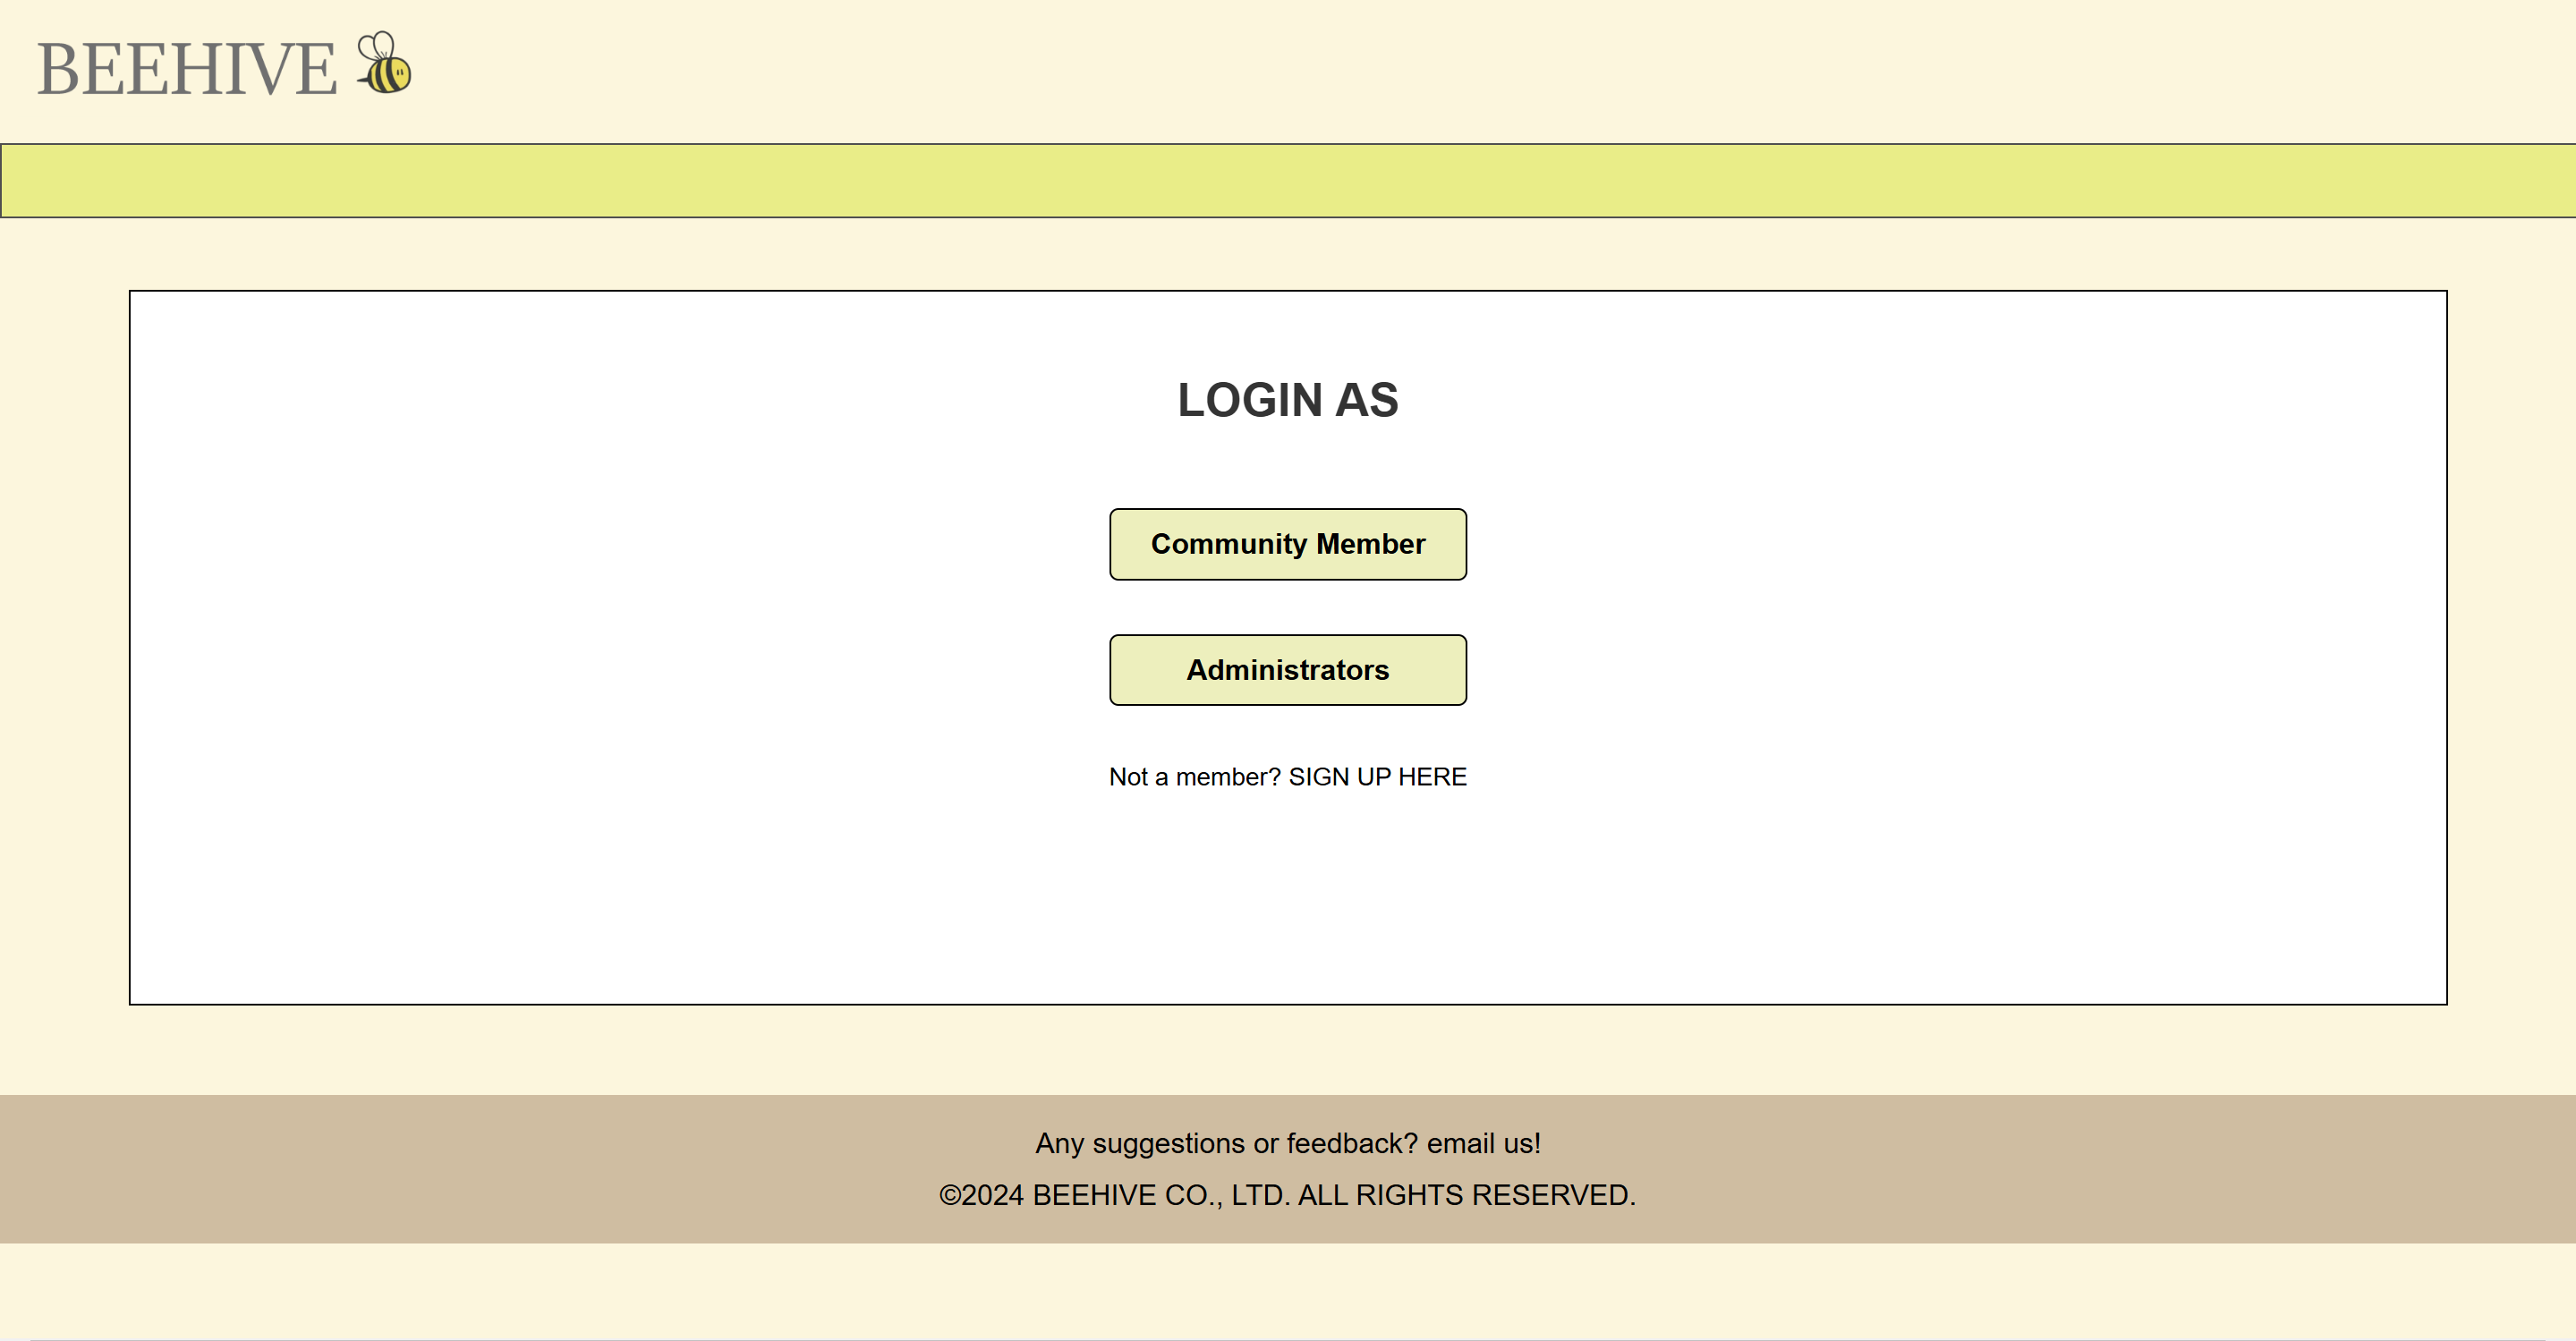 BEEHIVE
LOGIN AS
Community Member
Administrators
Not a member? SIGN UP HERE
Any suggestions or feedback? email us!
©2024 BEEHIVE CO., LTD. ALL RIGHTS RESERVED.